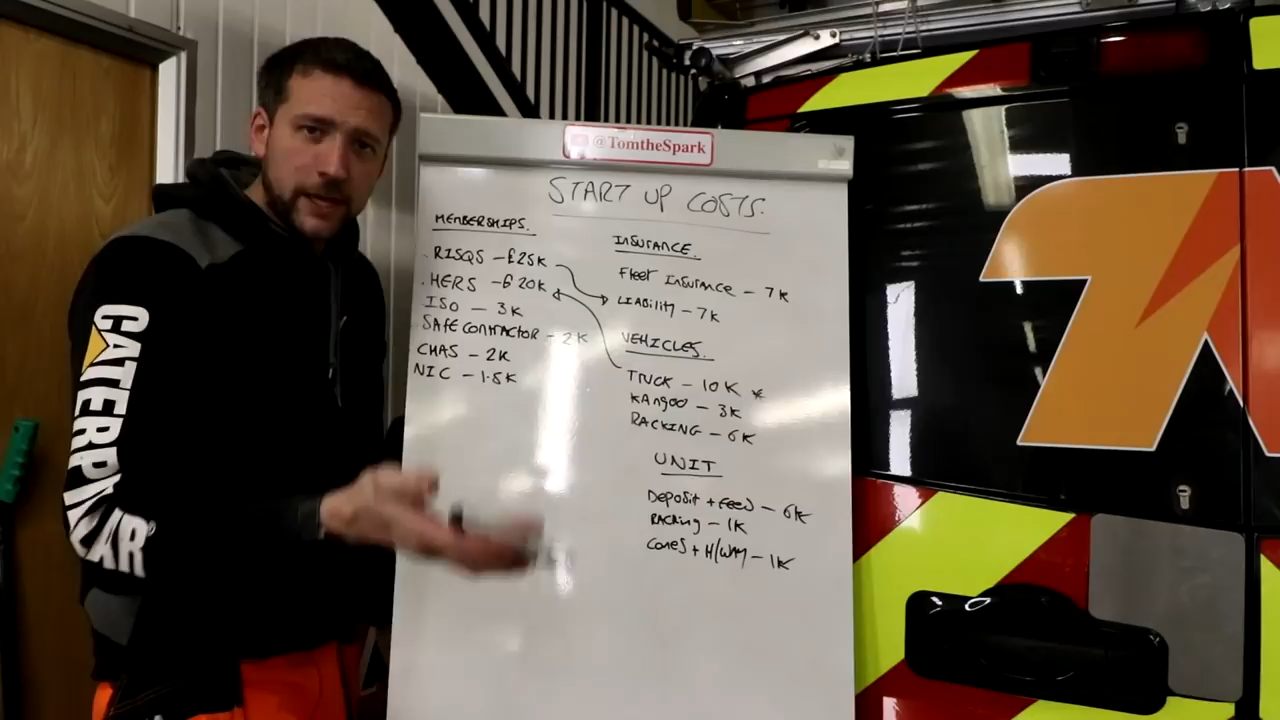 @TomtheSpark
START UP COSTS.
MEMBERSHIPS.
RISQS - £25K
HERS - £20K
ISO - 3K
SAFE CONTRACTOR - 2K
CHAS - 2K
NIC - 1.5K
INSURANCE.
Fleet Insurance - 7K
LIABILITY - 7K
VEHICLES.
TRUCK - 10K *
KANGOO - 3K
RACKING - 6K
UNIT
Deposit + Fees - 6K
RACKING - 1K
Cones + H/WAY - 1K
CATERPILLAR